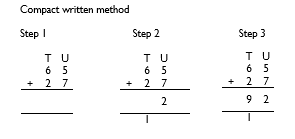 Compact written method
Step 1 Step 2 Step 3
T U T U T U
6 5 6 5 6 5
+ 2 7 + 2 7 + 2 7
2 9 2
1 1